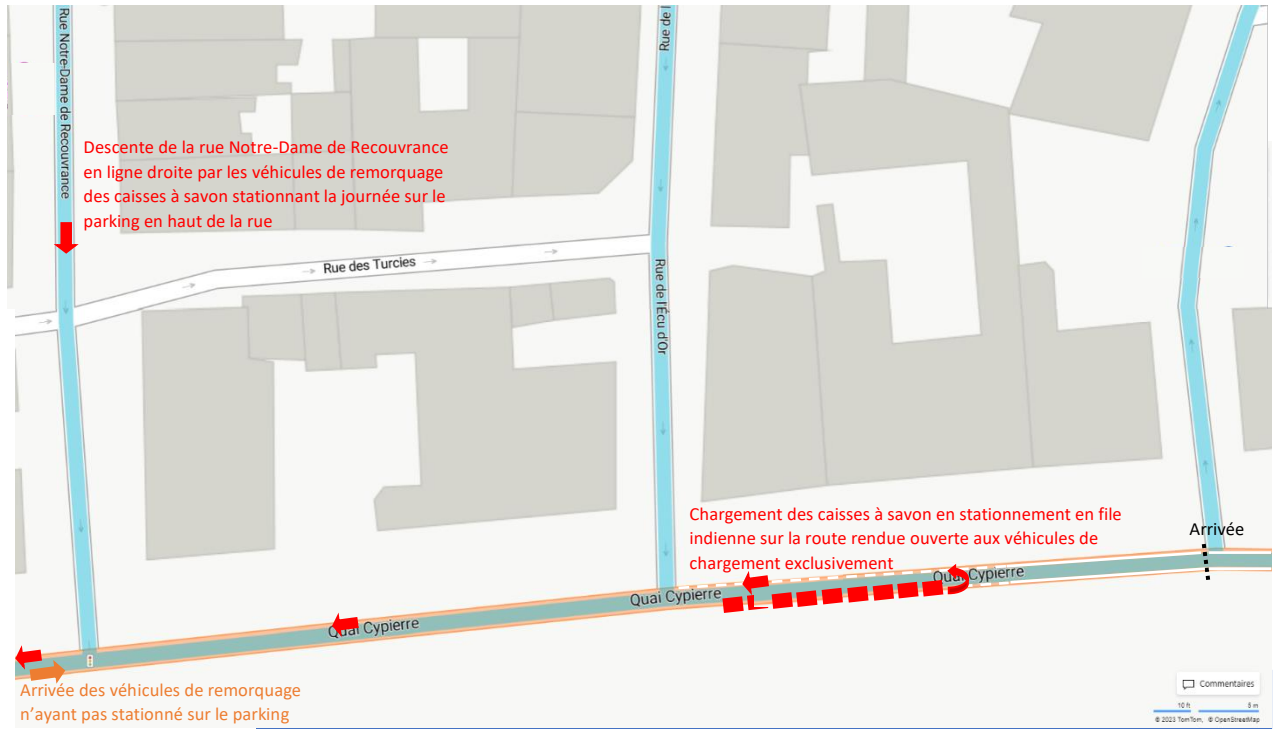 Rue Notre-Dame de Recouvrance
Rue de l
Descente de la rue Notre-Dame de Recouvrance
en ligne droite par les véhicules de remorquage
des caisses à savon stationnant la journée sur le
parking en haut de la rue
Rue des Turcies
Rue de l'Écu d'Or
Chargement des caisses à savon en stationnement en file
indienne sur la route rendue ouverte aux véhicules de
chargement exclusivement
Arrivée
Quai Cypierre
Quai Cypierre
Quai Cypierre
Arrivée des véhicules de remorquage
n'ayant pas stationné sur le parking
Commentaires
10 ft 5 m
© 2023 TomTom, © OpenStreetMap